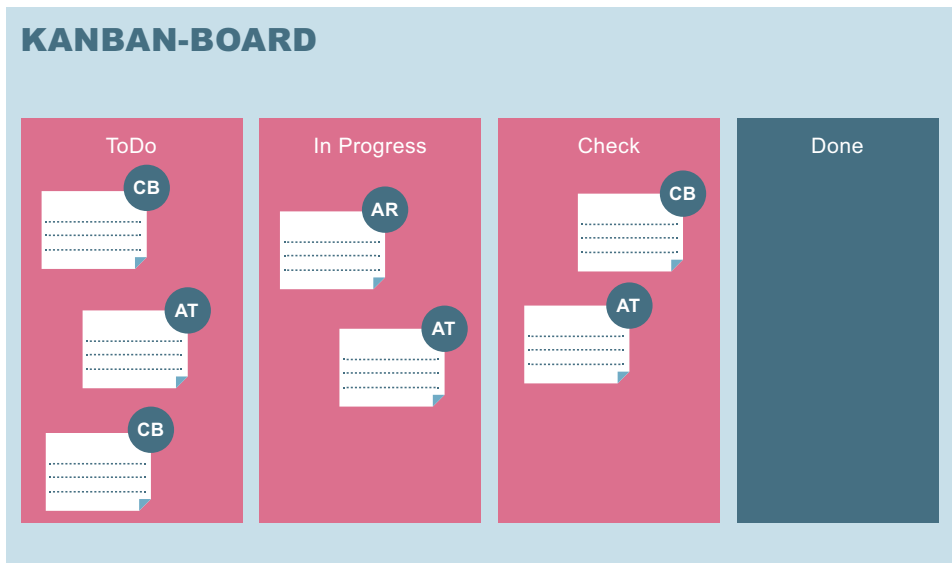 KANBAN-BOARD
ToDo
CB
AT
CB
In Progress
AR
AT
Check
CB
AT
Done